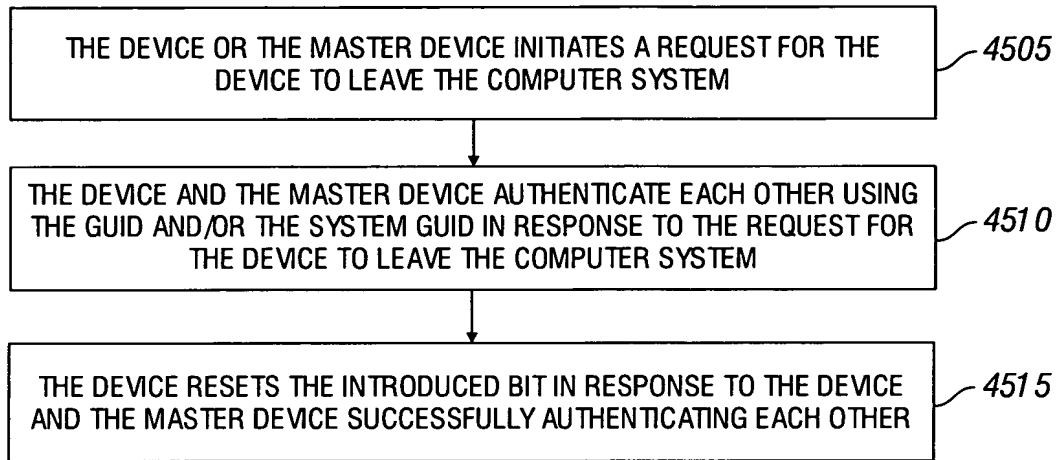 THE DEVICE OR THE MASTER DEVICE INITIATES A REQUEST FOR THE
DEVICE TO LEAVE THE COMPUTER SYSTEM
4505
THE DEVICE AND THE MASTER DEVICE AUTHENTICATE EACH OTHER USING
THE GUID AND/OR THE SYSTEM GUID IN RESPONSE TO THE REQUEST FOR
THE DEVICE TO LEAVE THE COMPUTER SYSTEM
4510
THE DEVICE RESETS THE INTRODUCED BIT IN RESPONSE TO THE DEVICE
AND THE MASTER DEVICE SUCCESSFULLY AUTHENTICATING EACH OTHER
4515